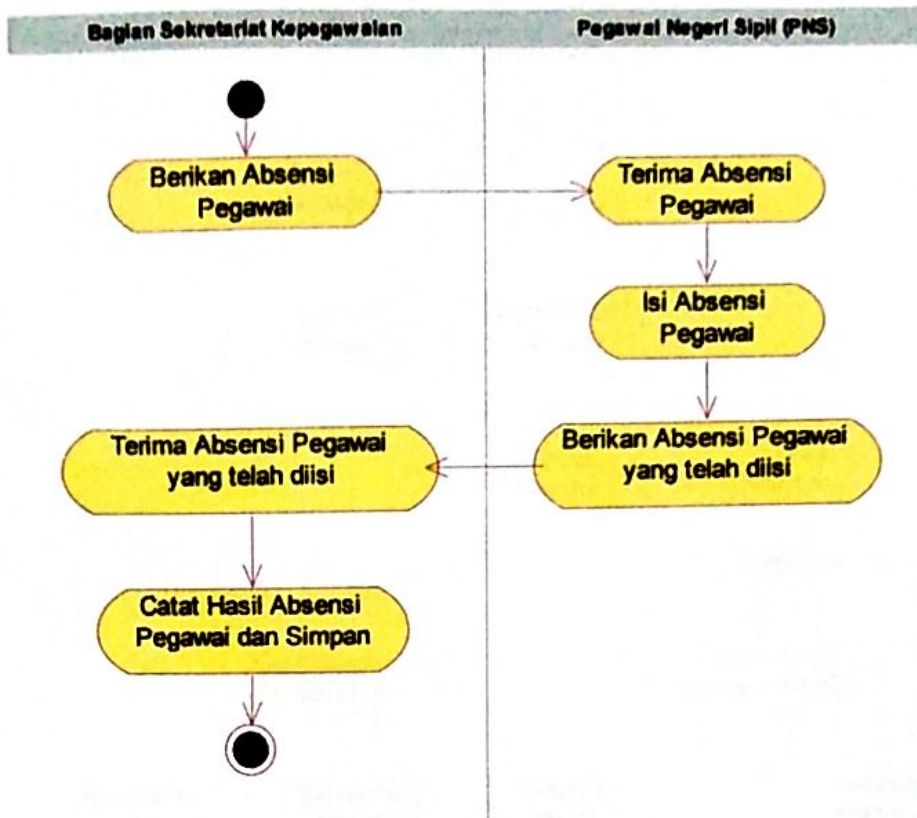 Bagian Sekretariat Kepegawaian
Pegawai Negeri Sipil (PNS)
Berikan Absensi
Pegawai
Terima Absensi
Pegawai
Isi Absensi
Pegawai
Berikan Absensi Pegawai
yang telah diisi
Terima Absensi Pegawai
yang telah diisi
Catat Hasil Absensi
Pegawai dan Simpan